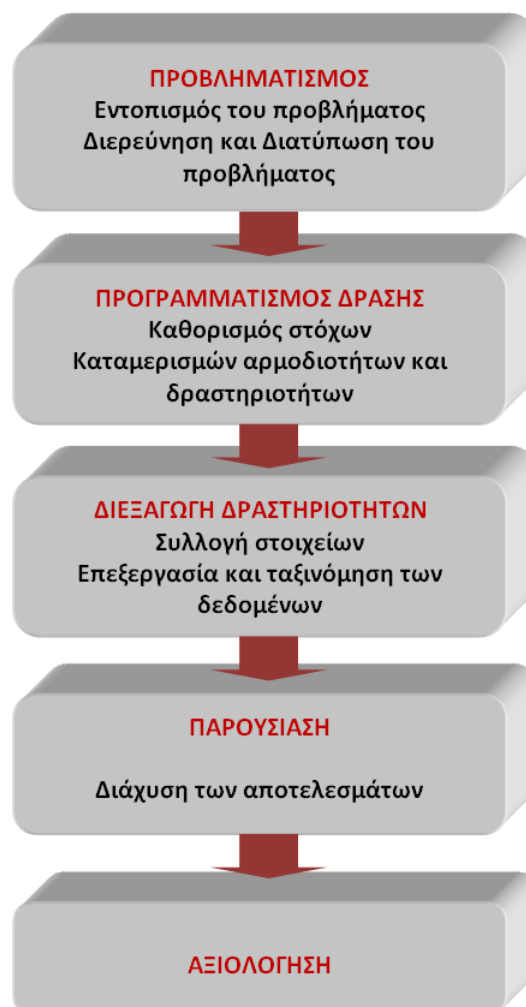 ΠΡΟΒΛΗΜΑΤΙΣΜΟΣ
Εντοπισμός του προβλήματος
Διερεύνηση και Διατύπωση του
προβλήματος
ΠΡΟΓΡΑΜΜΑΤΙΣΜΟΣ ΔΡΑΣΗΣ
Καθορισμός στόχων
Καταμερισμών αρμοδιοτήτων και
δραστηριοτήτων
ΔΙΕΞΑΓΩΓΗ ΔΡΑΣΤΗΡΙΟΤΗΤΩΝ
Συλλογή στοιχείων
Επεξεργασία και ταξινόμηση των
δεδομένων
ΠΑΡΟΥΣΙΑΣΗ
Διάχυση των αποτελεσμάτων
ΑΞΙΟΛΟΓΗΣΗ